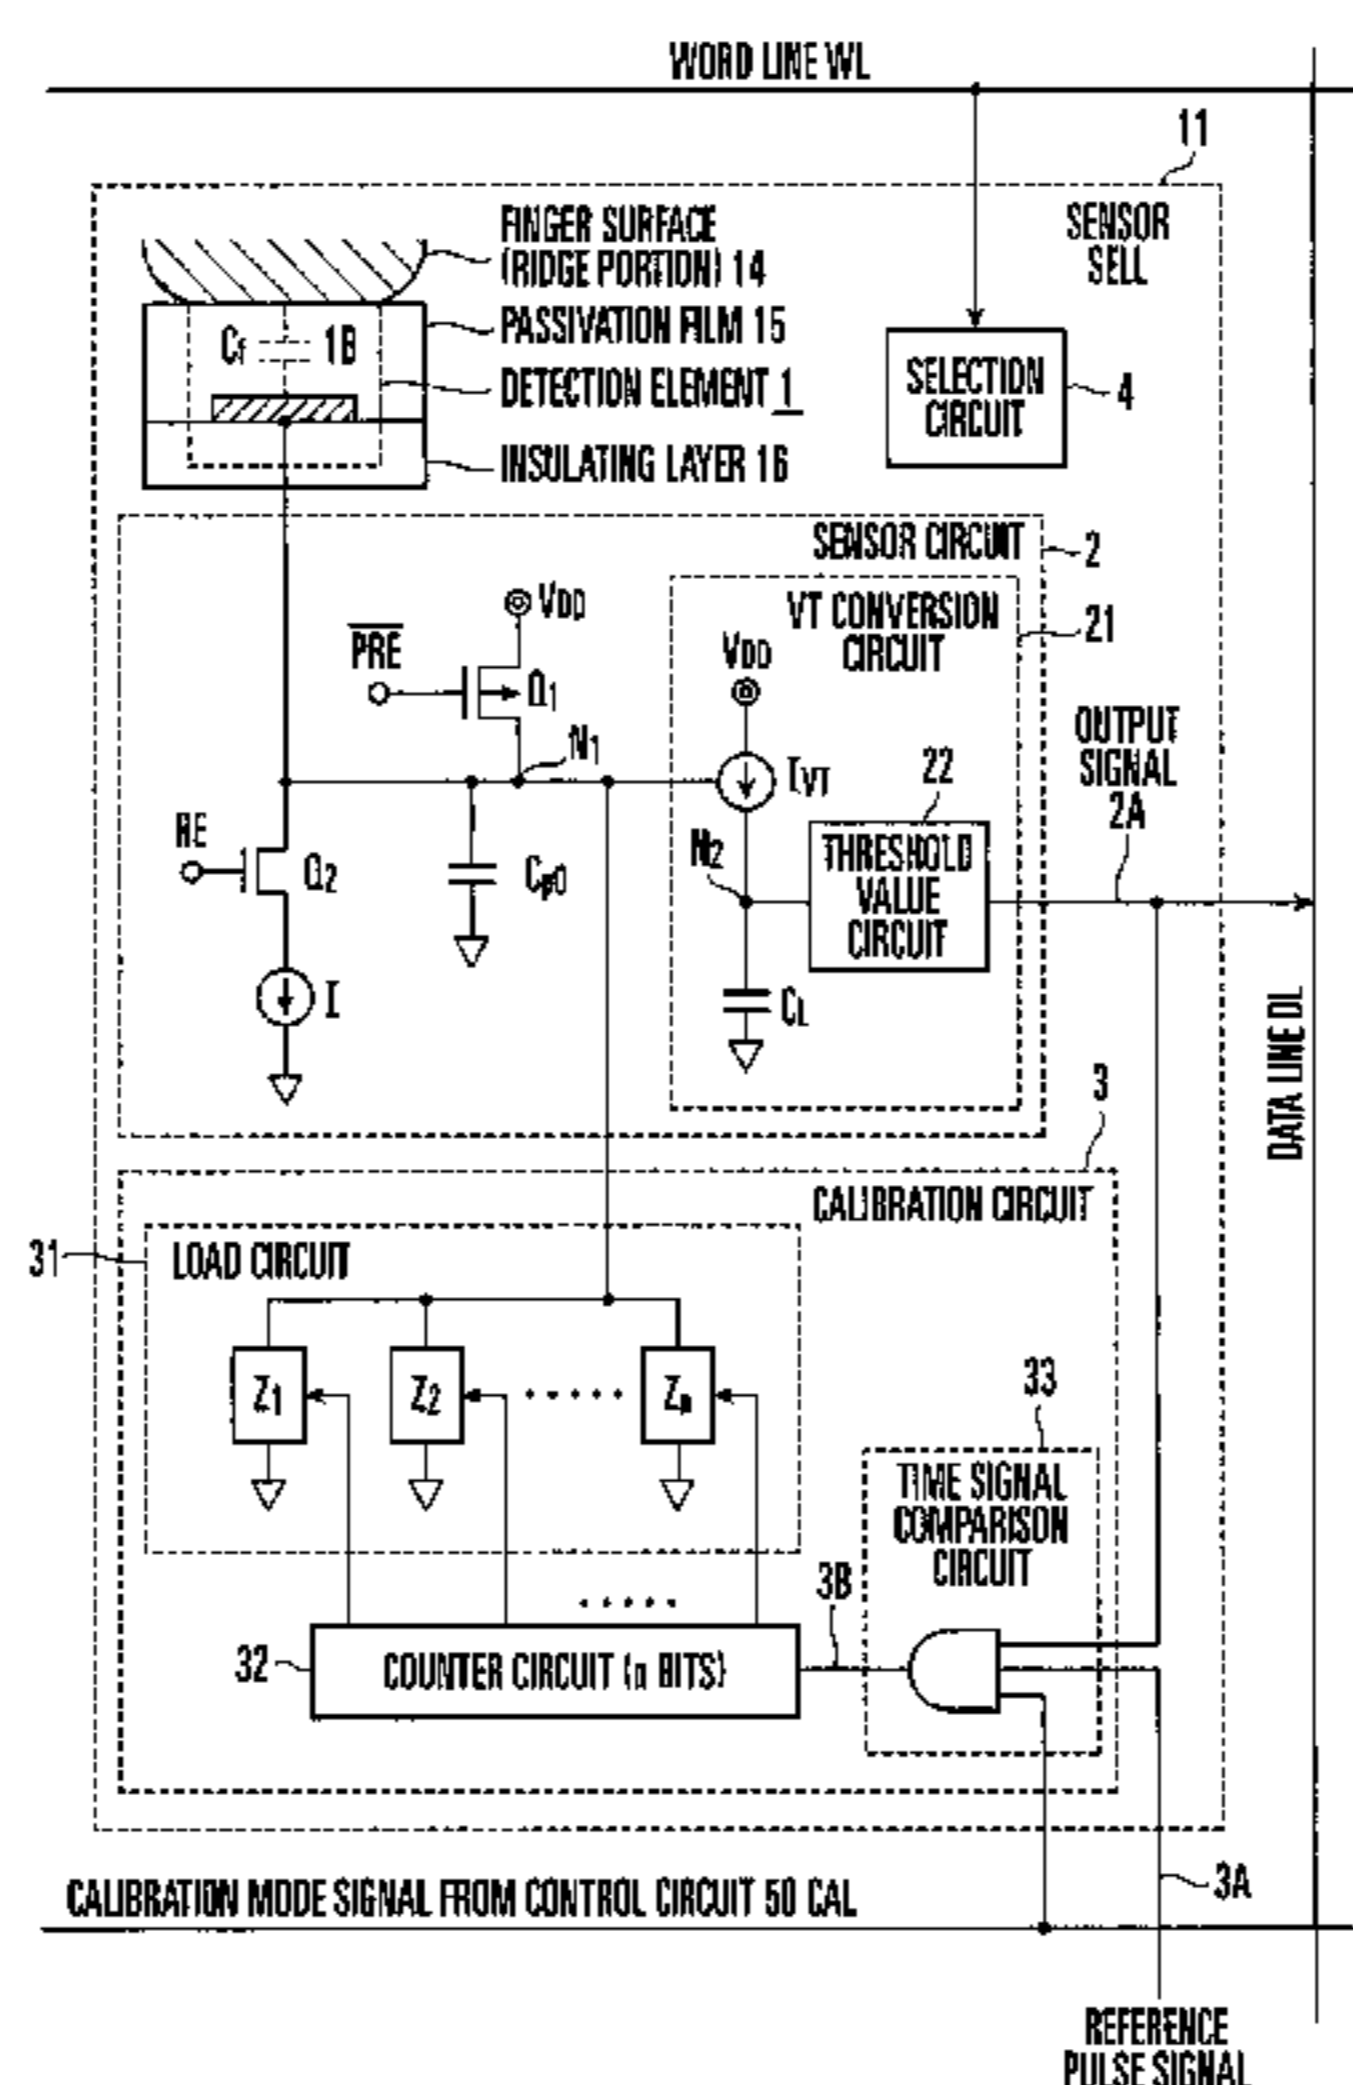 WORD LINE WL
11
SENSOR
SELL
FINGER SURFACE
(RIDGE PORTION) 14
PASSIVATION FILM 15
Cf 1B
DETECTION ELEMENT 1
INSULATING LAYER 16
SELECTION
CIRCUIT
4
SENSOR CIRCUIT
2
VT CONVERSION
CIRCUIT
21
VDD
PRE
Q1
VDD
N1
IVT
22
OUTPUT
SIGNAL
2A
RE
Q2
Cp0
N2
THRESHOLD
VALUE
CIRCUIT
I
CL
DATA LINE DL
3
CALIBRATION CIRCUIT
31
LOAD CIRCUIT
Z1
Z2
.....
Zn
33
TIME SIGNAL
COMPARISON
CIRCUIT
.....
3B
32
COUNTER CIRCUIT (n BITS)
3A
CALIBRATION MODE SIGNAL FROM CONTROL CIRCUIT 50 CAL
REFERENCE
PULSE SIGNAL